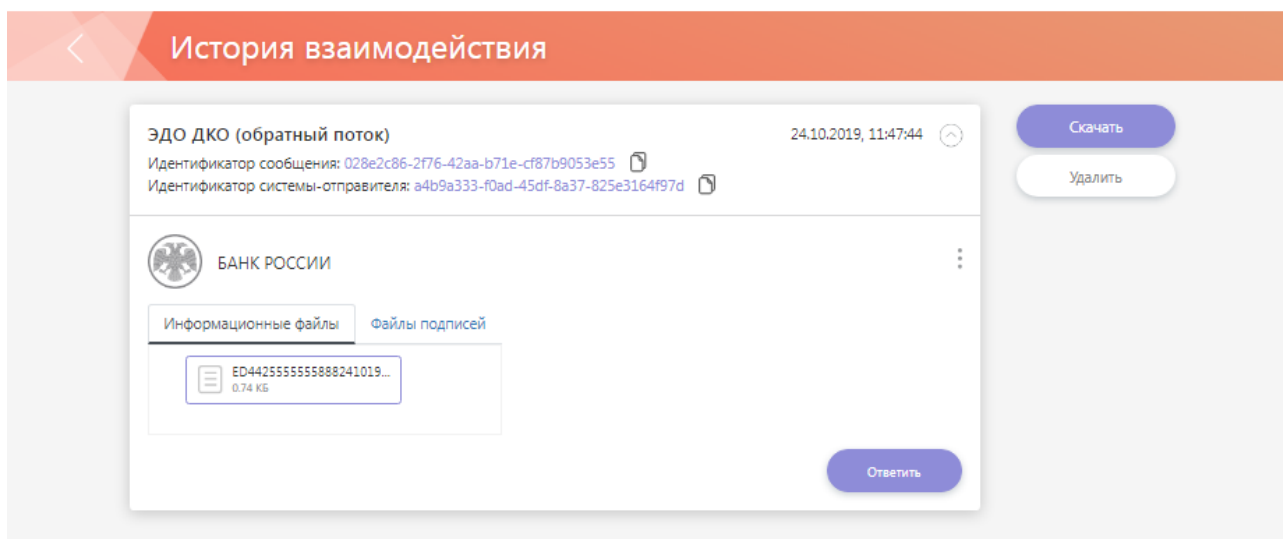 История взаимодействия
ЭДО ДКО (обратный поток) 24.10.2019, 11:47:44
Идентификатор сообщения: 028e2c86-2f76-42aa-b71e-cf87b9053e55
Идентификатор системы-отправителя: a4b9a333-f0ad-45df-8a37-825e3164f97d
Скачать
Удалить
БАНК РОССИИ
Информационные файлы Файлы подписей
ED4425555555888241019...
0.74 КБ
Ответить